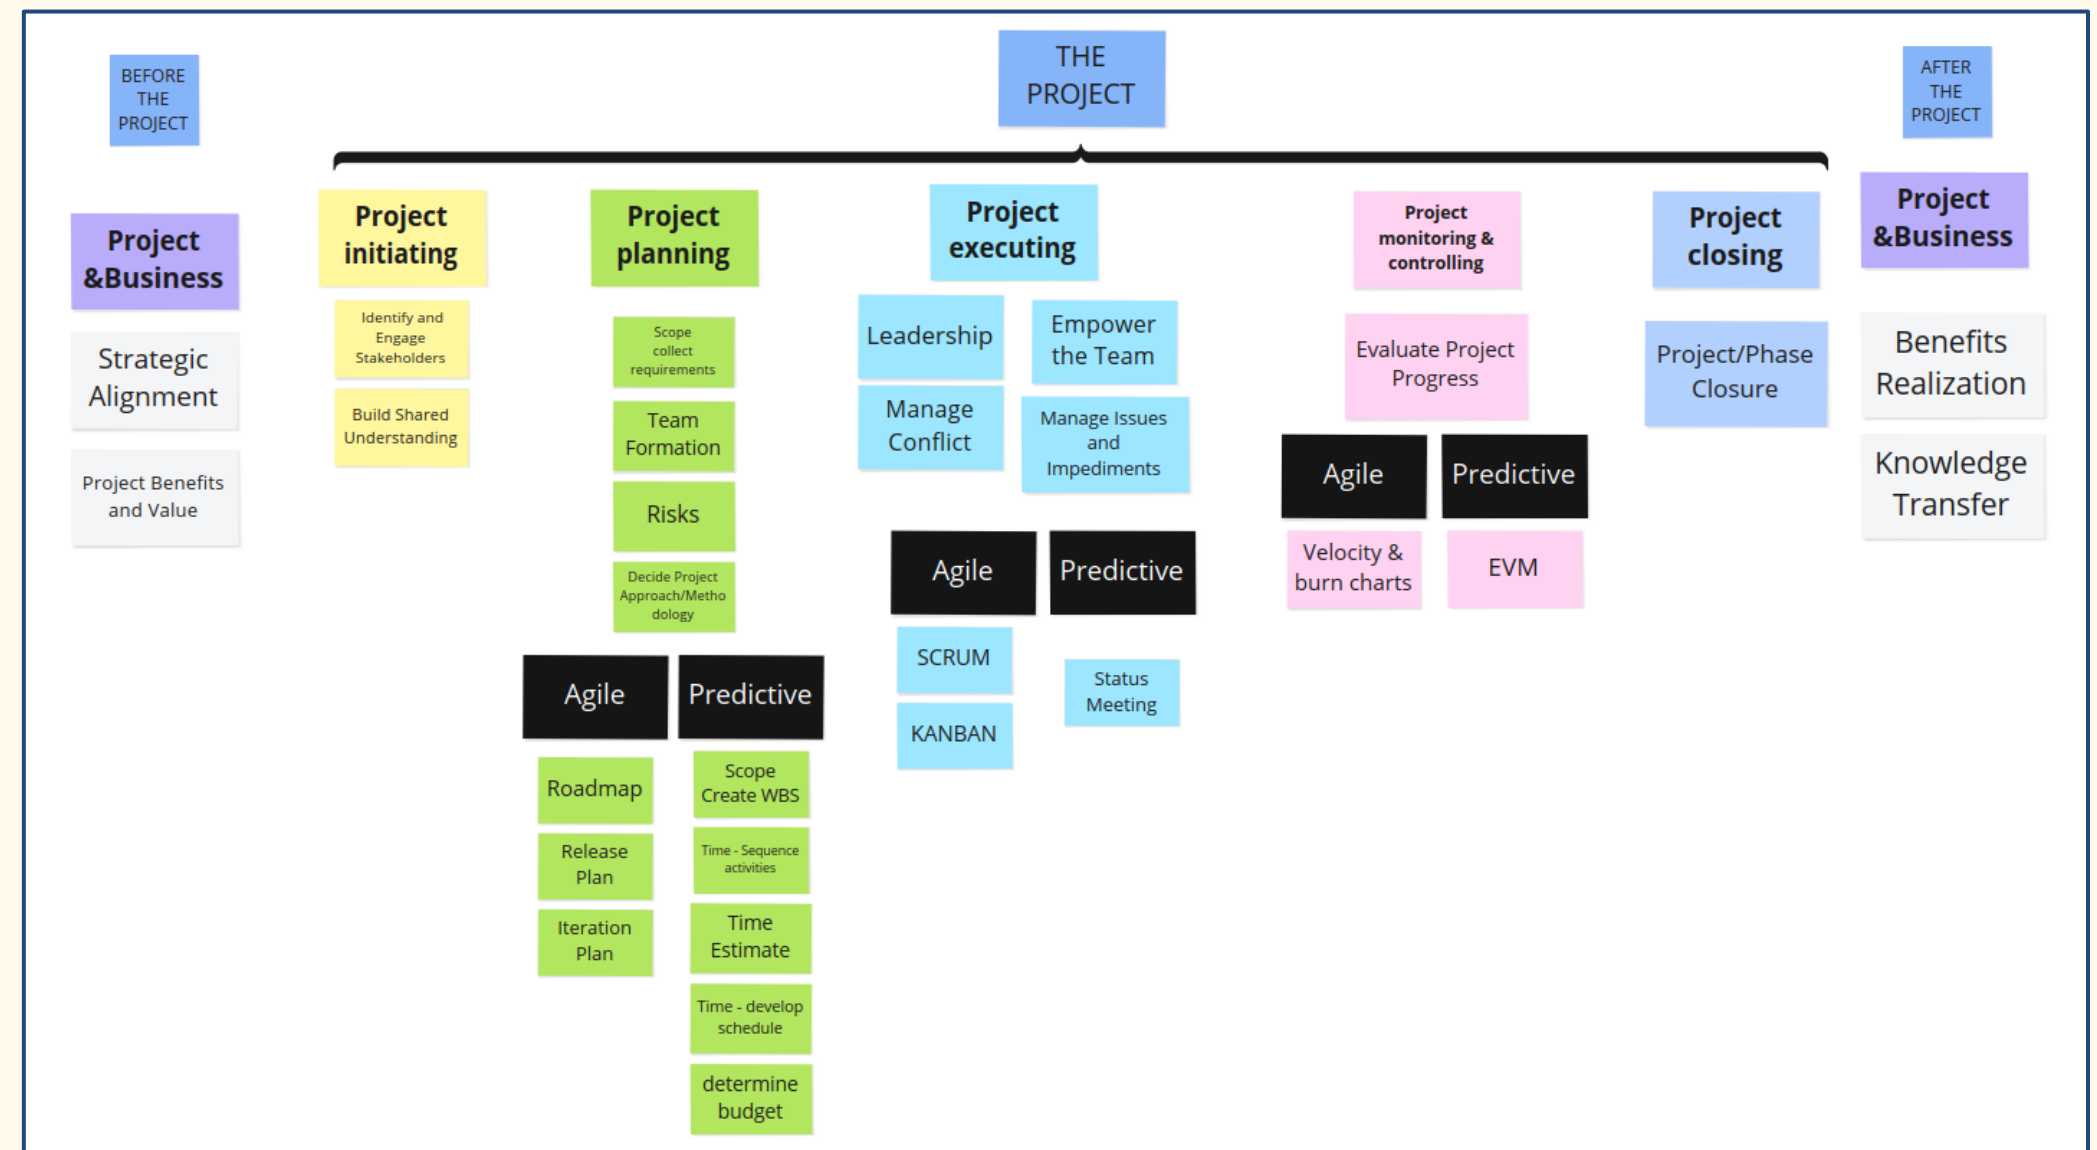 BEFORE
THE
PROJECT
THE
PROJECT
AFTER
THE
PROJECT
Project
&Business
Strategic
Alignment
Project Benefits
and Value
Project
initiating
Identify and
Engage
Stakeholders
Build Shared
Understanding
Project
planning
Scope
collect
requirements
Team
Formation
Risks
Decide Project
Approach/Metho
dology
Agile
Predictive
Roadmap
Release
Plan
Iteration
Plan
Scope
Create WBS
Time - Sequence
activities
Time
Estimate
Time - develop
schedule
determine
budget
Project
executing
Leadership
Empower
the Team
Manage
Conflict
Manage Issues
and
Impediments
Agile
Predictive
SCRUM
KANBAN
Status
Meeting
Project
monitoring &
controlling
Evaluate Project
Progress
Agile
Predictive
Velocity &
burn charts
EVM
Project
closing
Project/Phase
Closure
Project
&Business
Benefits
Realization
Knowledge
Transfer